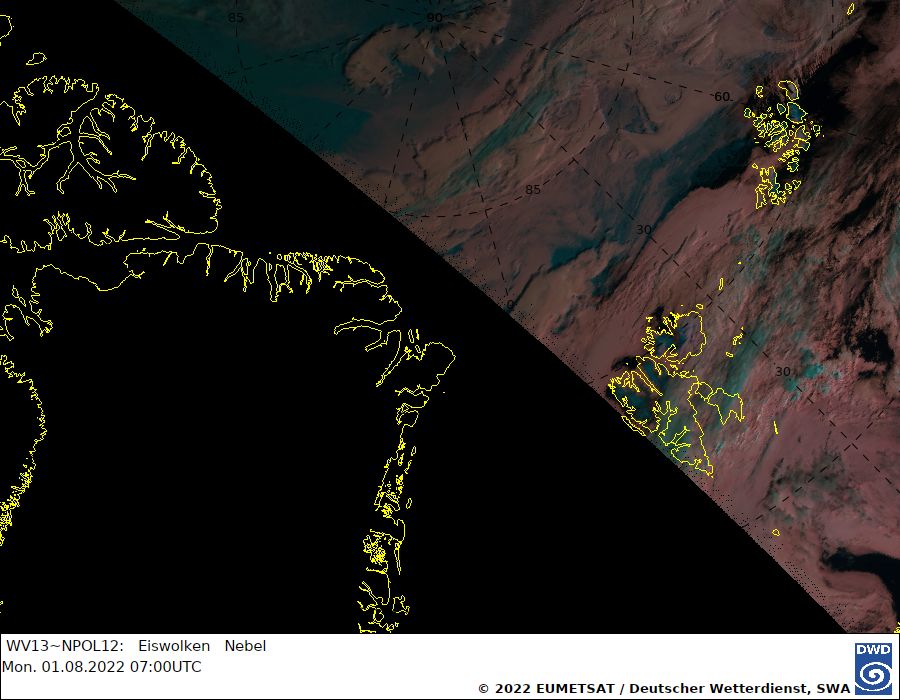 85
90
60
85
30
0
30
WV13~NPOL12: Eiswolken Nebel
Mon. 01.08.2022 07:00UTC
DWD
© 2022 EUMETSAT / Deutscher Wetterdienst, SWA